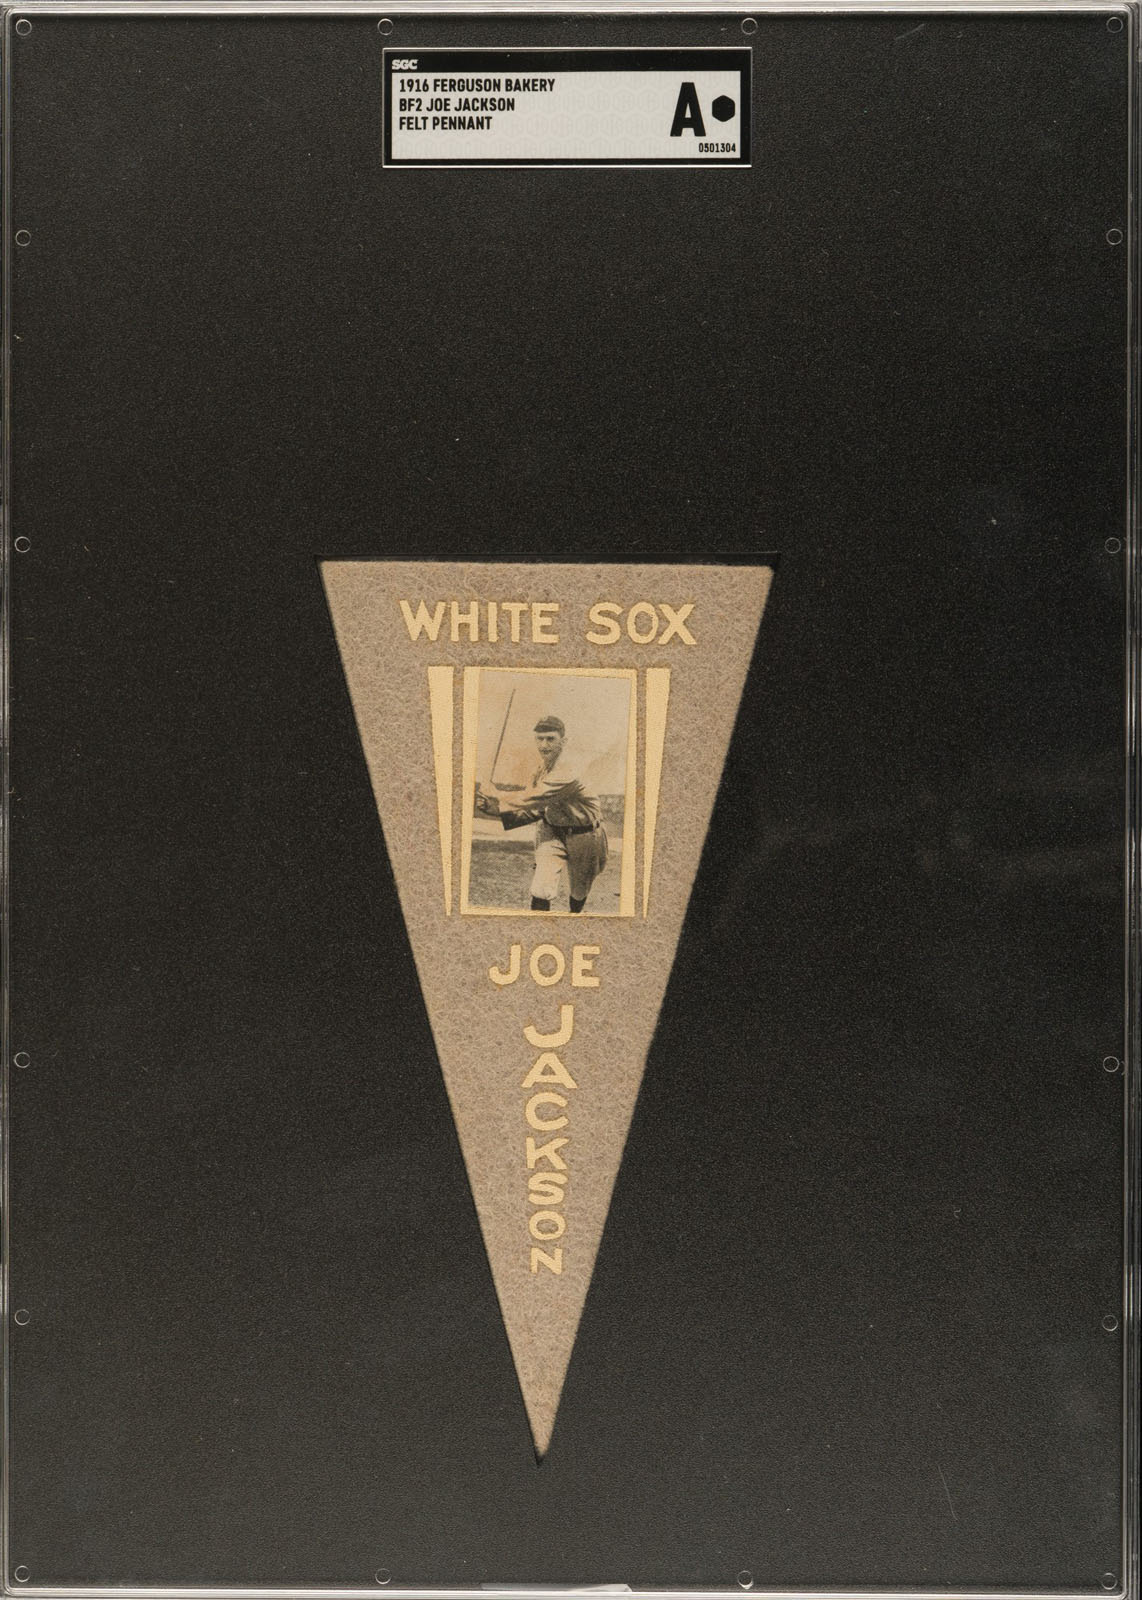 SGC
1916 FERGUSON BAKERY
BF2 JOE JACKSON
FELT PENNANT
A
0501304
WHITE SOX
JOE
JACKSON